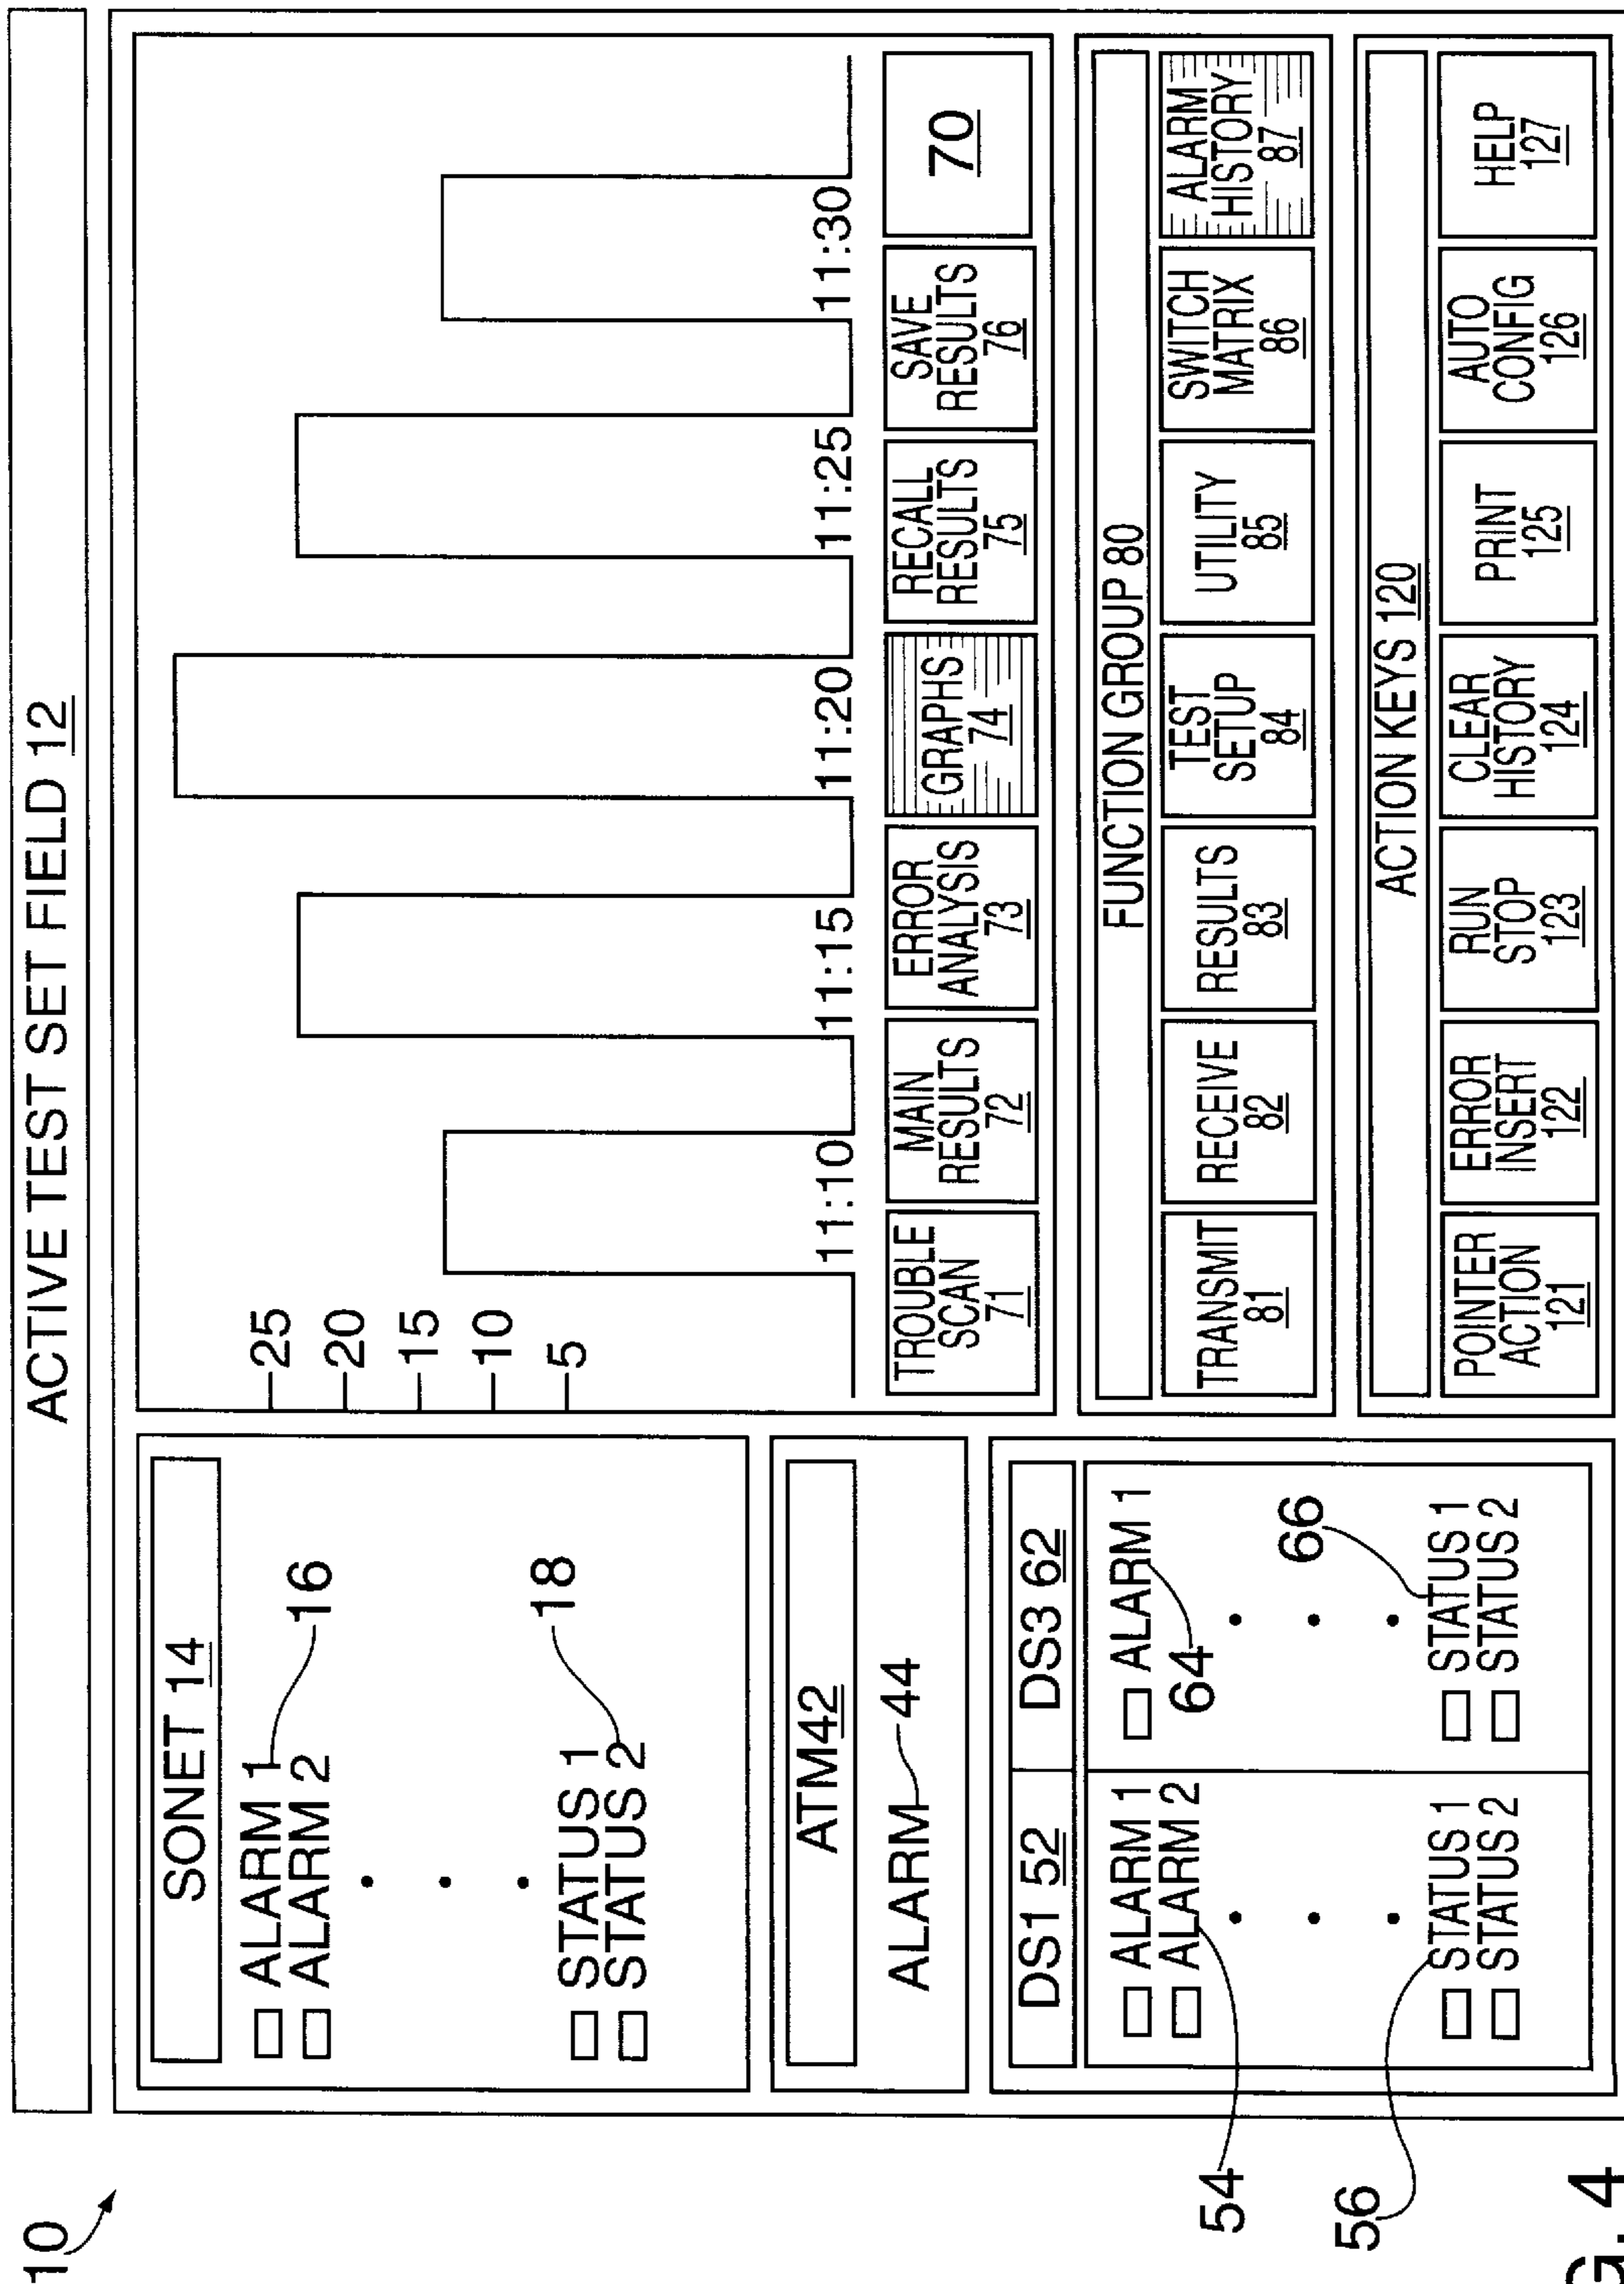 10
ACTIVE TEST SET FIELD 12
SONET 14
ALARM 1
ALARM 2
16
STATUS 1
STATUS 2
18
ATM42
ALARM
44
DS1 52
DS3 62
ALARM 1
ALARM 2
STATUS 1
STATUS 2
54
56
ALARM 1
64
66
STATUS 1
STATUS 2
25
20
15
10
5
11:10
11:15
11:20
11:25
11:30
TROUBLE
SCAN
71
MAIN
RESULTS
72
ERROR
ANALYSIS
73
GRAPHS
74
RECALL
RESULTS
75
SAVE
RESULTS
76
70
FUNCTION GROUP 80
TRANSMIT
81
RECEIVE
82
RESULTS
83
TEST
SETUP
84
UTILITY
85
SWITCH
MATRIX
86
ALARM
HISTORY
87
ACTION KEYS 120
POINTER
ACTION
121
ERROR
INSERT
122
RUN
STOP
123
CLEAR
HISTORY
124
PRINT
125
AUTO
CONFIG
126
HELP
127
G. 4